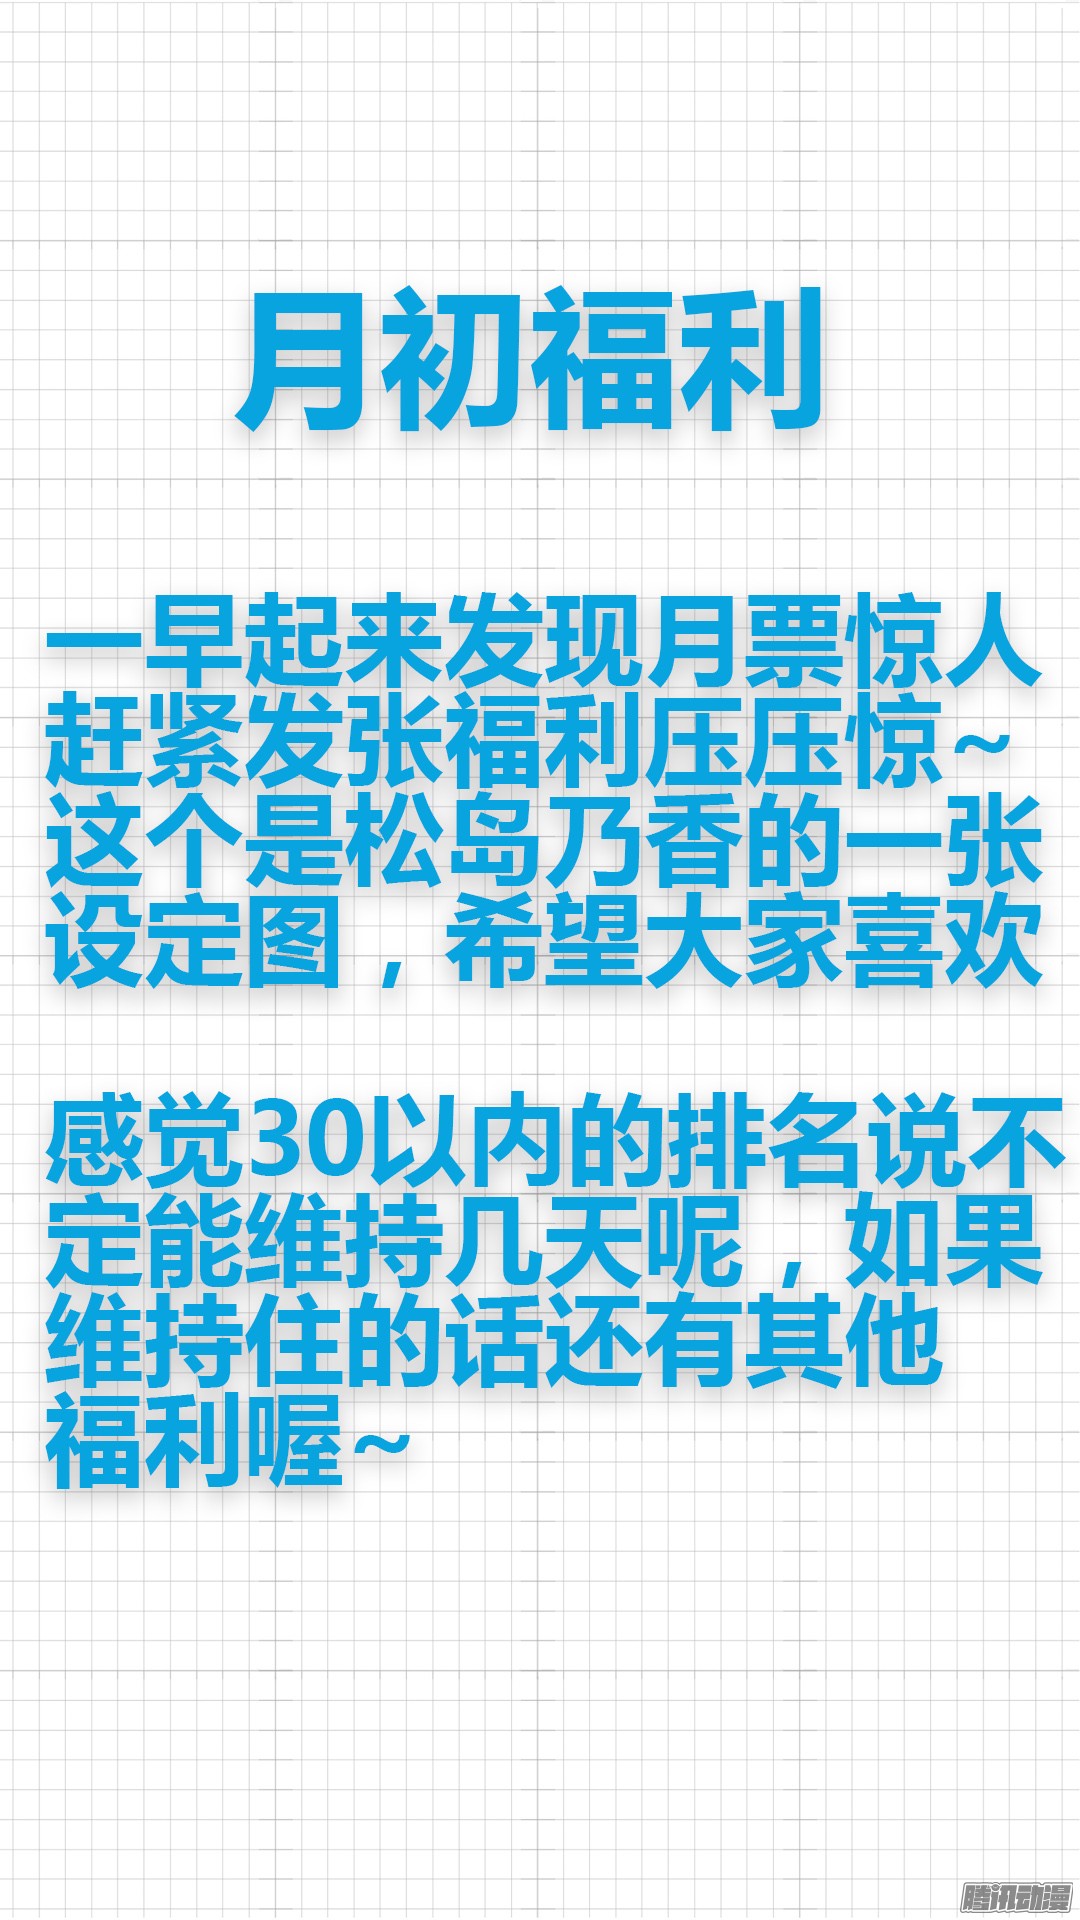 月初福利
一早起来发现月票惊人
赶紧发张福利压压惊~
这个是松岛乃香的一张
设定图，希望大家喜欢
感觉30以内的排名说不
定能维持几天呢，如果
维持住的话还有其他
福利喔~
腾讯动漫